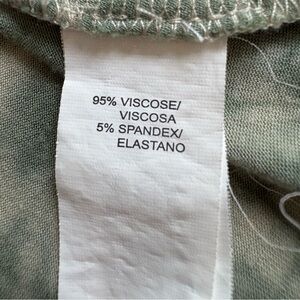 95% VISCOSE/
VISCOSA
5% SPANDEX/
ELASTANO